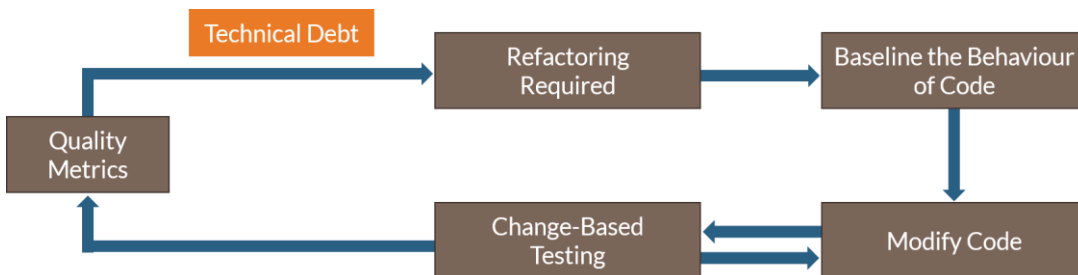 Technical Debt
Refactoring
Required
Baseline the Behaviour
of Code
Quality
Metrics
Change-Based
Testing
Modify Code